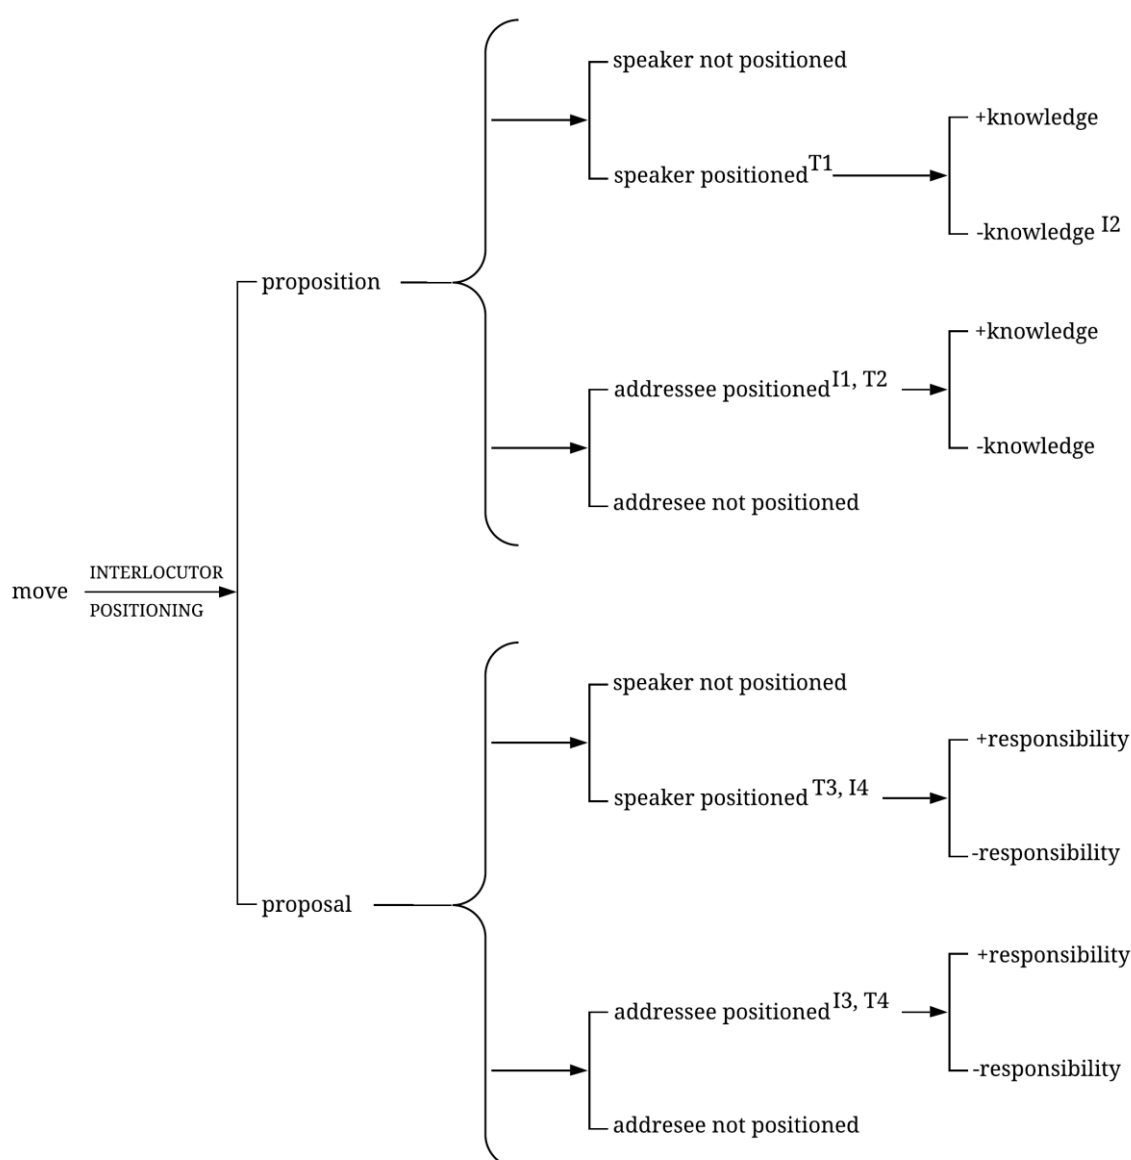 speaker not positioned
+knowledge
speaker positioned T1
-knowledge I2
proposition
+knowledge
addressee positioned I1, T2
-knowledge
addresee not positioned
INTERLOCUTOR
move
POSITIONING
speaker not positioned
+responsibility
speaker positioned T3, I4
-responsibility
proposal
+responsibility
addressee positioned I3, T4
-responsibility
addresee not positioned